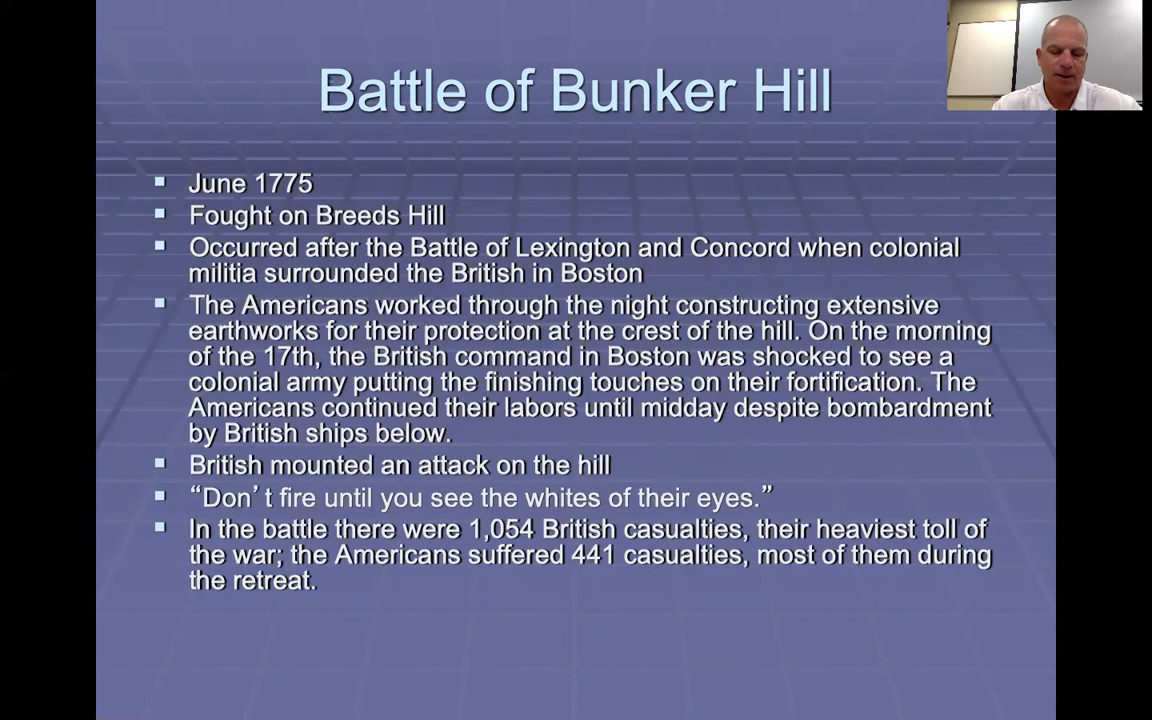 Battle of Bunker Hill
▪ June 1775
▪ Fought on Breeds Hill
▪ Occurred after the Battle of Lexington and Concord when colonial
militia surrounded the British in Boston
▪ The Americans worked through the night constructing extensive
earthworks for their protection at the crest of the hill. On the morning
of the 17th, the British command in Boston was shocked to see a
colonial army putting the finishing touches on their fortification. The
Americans continued their labors until midday despite bombardment
by British ships below.
▪ British mounted an attack on the hill
▪ “Don’t fire until you see the whites of their eyes.”
▪ In the battle there were 1,054 British casualties, their heaviest toll of
the war; the Americans suffered 441 casualties, most of them during
the retreat.